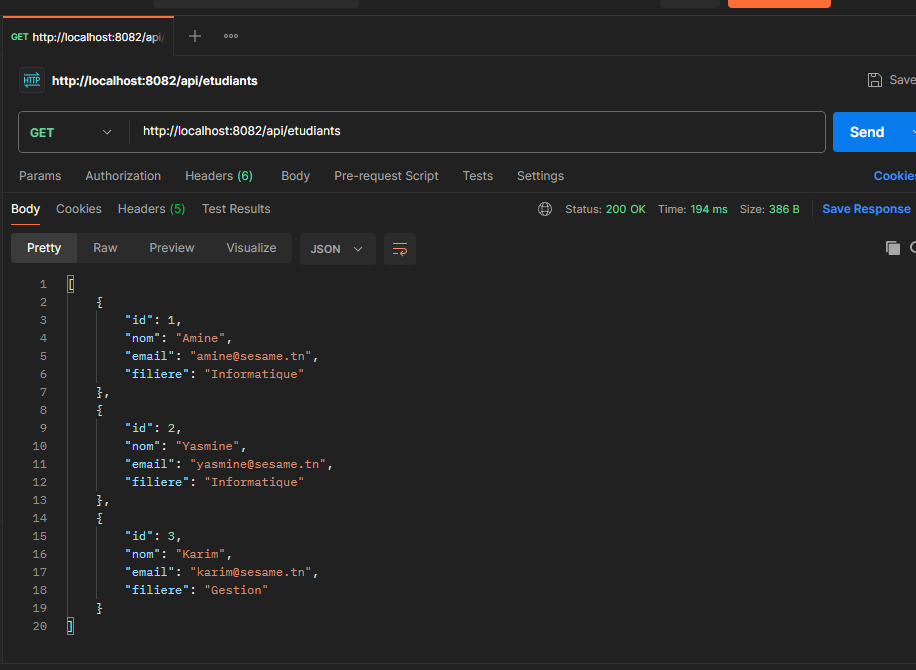 GET http://localhost:8082/api/
HTTP http://localhost:8082/api/etudiants Save
GET http://localhost:8082/api/etudiants Send
Params Authorization Headers (6) Body Pre-request Script Tests Settings Cookies
Body Cookies Headers (5) Test Results Status: 200 OK Time: 194 ms Size: 386 B Save Response
Pretty Raw Preview Visualize JSON
1 [
2 {
3 "id": 1,
4 "nom": "Amine",
5 "email": "amine@sesame.tn",
6 "filiere": "Informatique"
7 },
8 {
9 "id": 2,
10 "nom": "Yasmine",
11 "email": "yasmine@sesame.tn",
12 "filiere": "Informatique"
13 },
14 {
15 "id": 3,
16 "nom": "Karim",
17 "email": "karim@sesame.tn",
18 "filiere": "Gestion"
19 }
20 ]